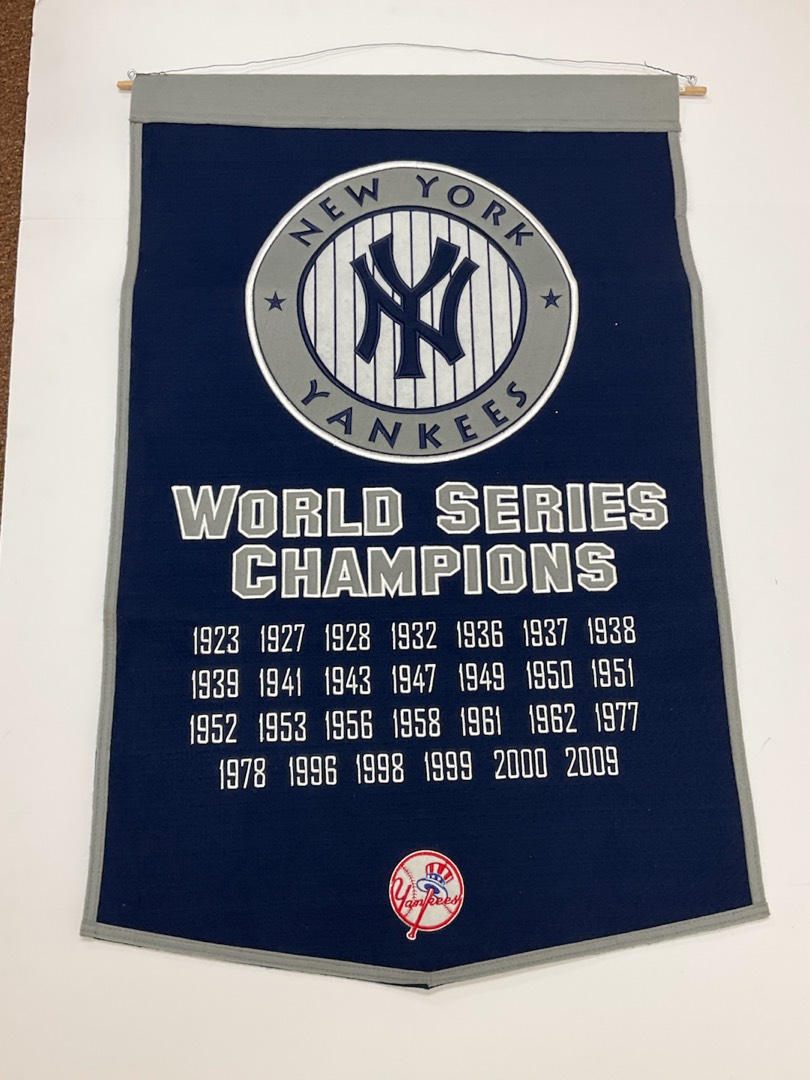 NEW YORK
NY
YANKEES
WORLD SERIES
CHAMPIONS
1923 1927 1928 1932 1936 1937 1938
1939 1941 1943 1947 1949 1950 1951
1952 1953 1956 1958 1961 1962 1977
1978 1996 1998 1999 2000 2009
Yankees